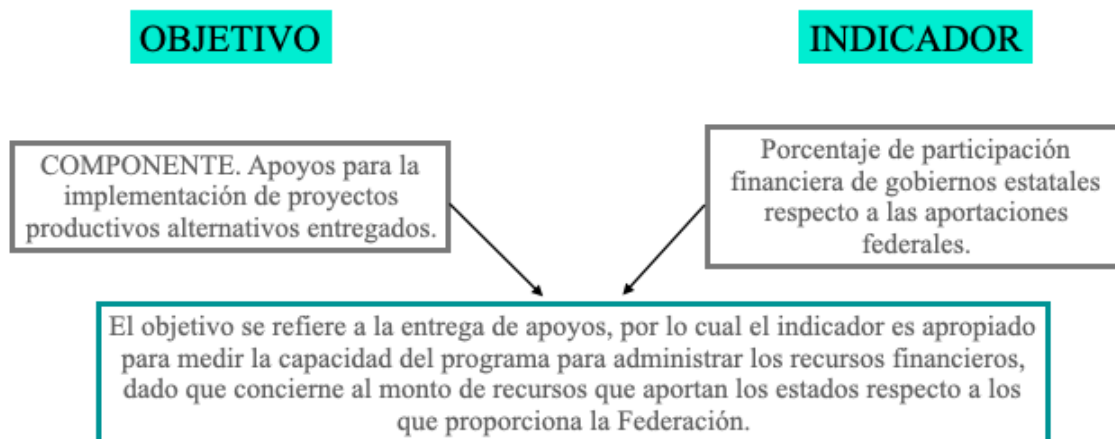 OBJETIVO
INDICADOR
COMPONENTE. Apoyos para la
implementación de proyectos
productivos alternativos entregados.
Porcentaje de participación
financiera de gobiernos estatales
respecto a las aportaciones
federales.
El objetivo se refiere a la entrega de apoyos, por lo cual el indicador es apropiado
para medir la capacidad del programa para administrar los recursos financieros,
dado que concierne al monto de recursos que aportan los estados respecto a los
que proporciona la Federación.